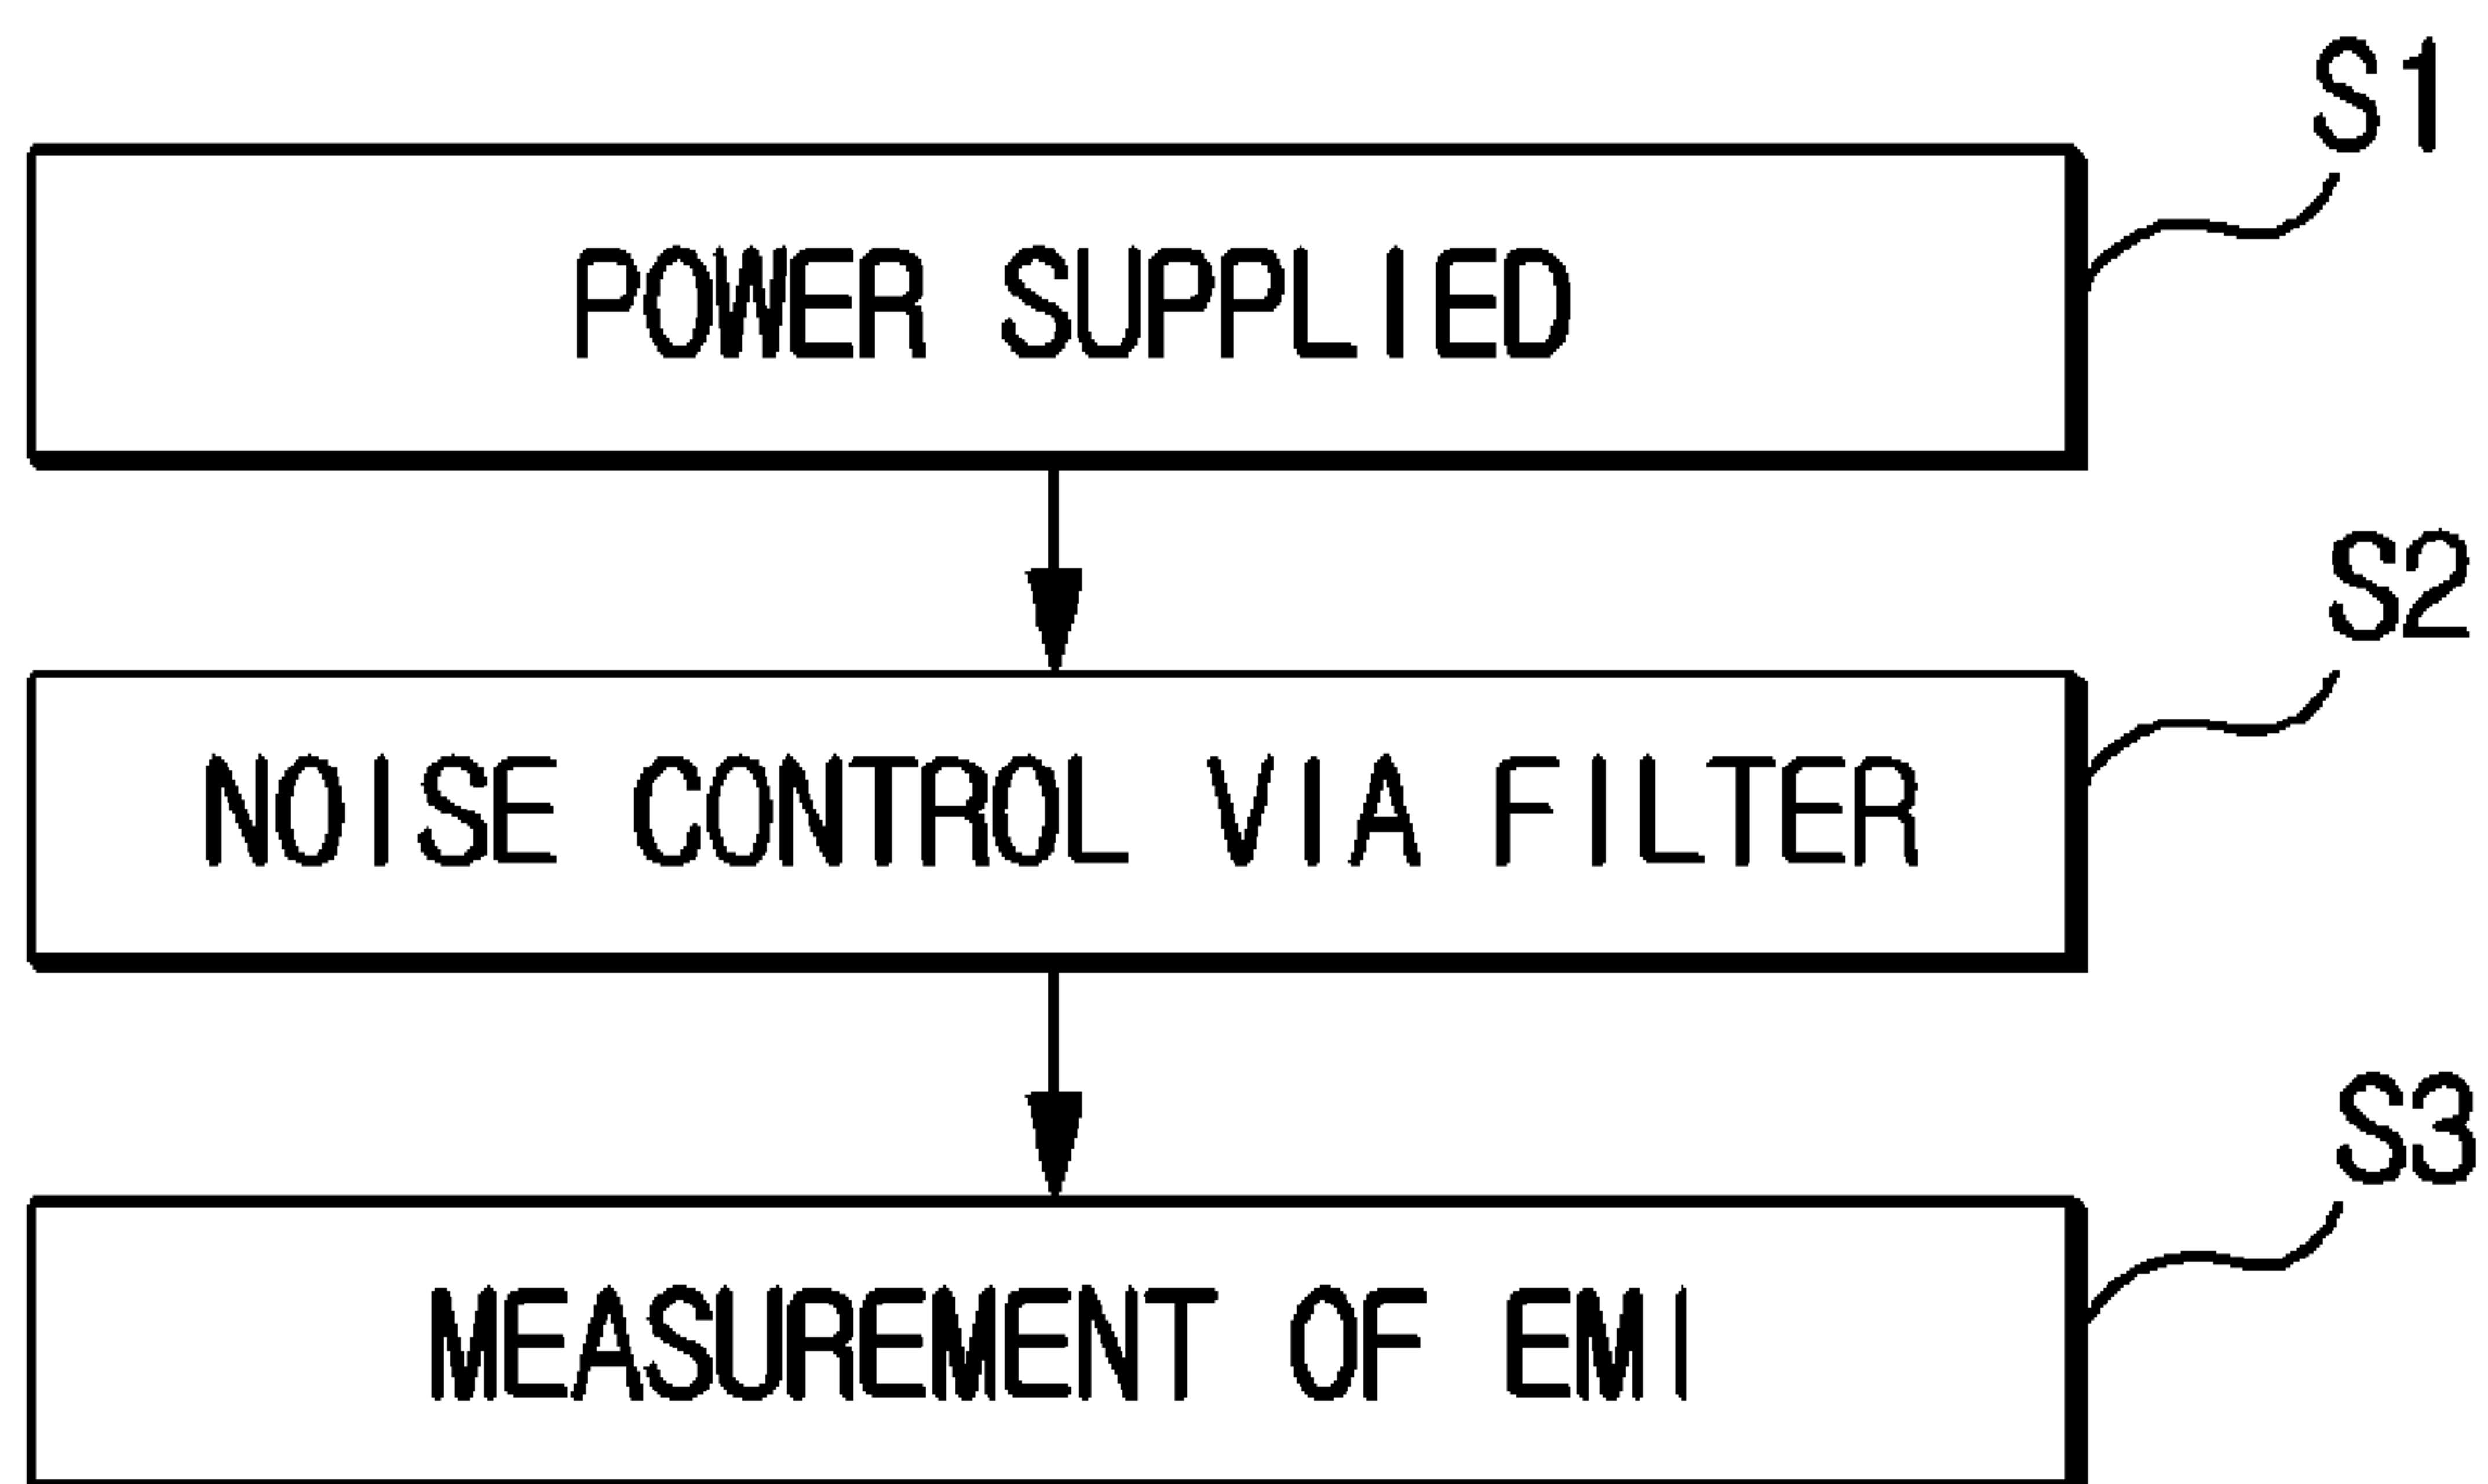 S1
POWER SUPPLIED
S2
NOISE CONTROL VIA FILTER
S3
MEASUREMENT OF EMI